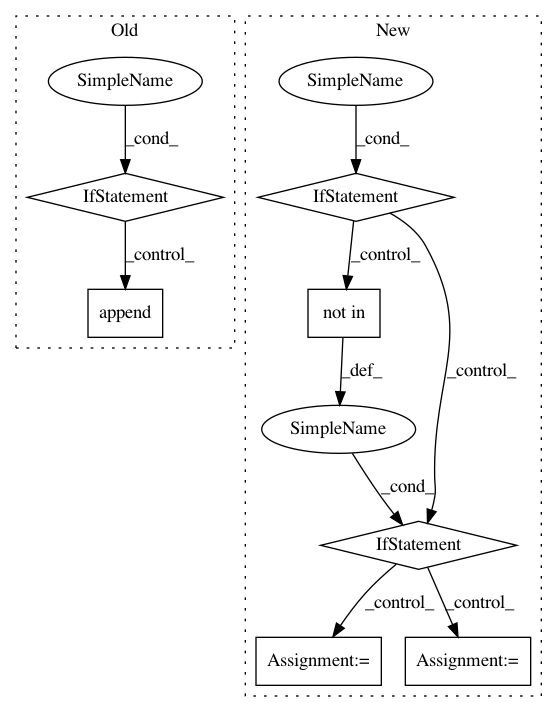 Old
New
SimpleName
SimpleName
_cond_
_cond_
IfStatement
IfStatement
_control_
_control_
append
not in
_def_
_control_
SimpleName
_cond_
IfStatement
_control_
_control_
Assignment:=
Assignment:=